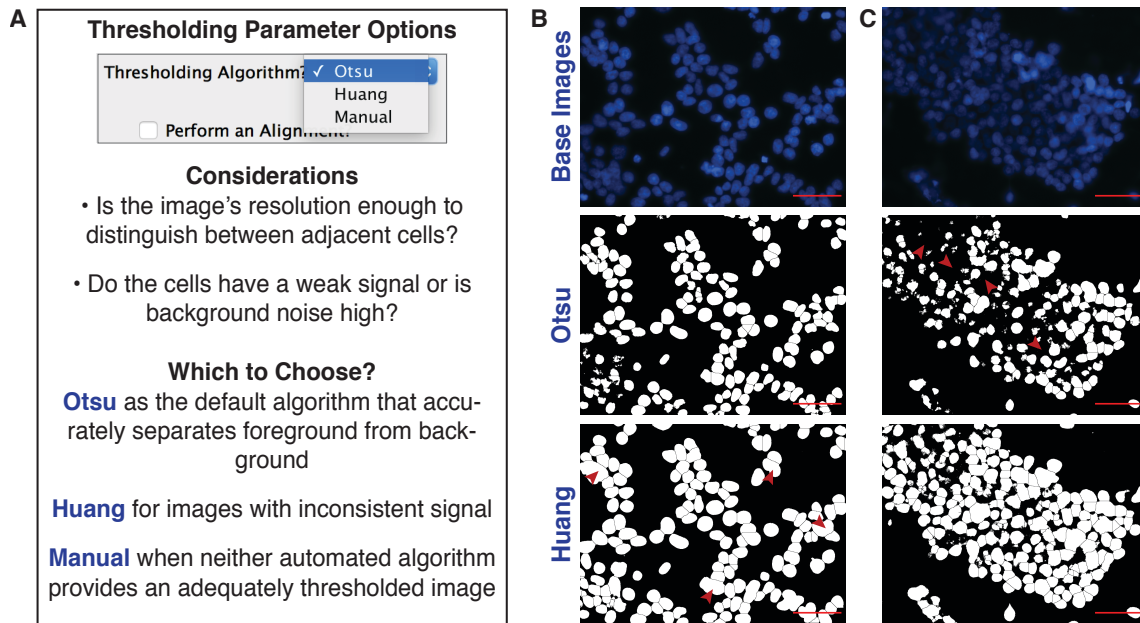 A
Thresholding Parameter Options
Thresholding Algorithm?
✓ Otsu
Huang
Manual
Perform an Alignment?
Considerations
• Is the image's resolution enough to
distinguish between adjacent cells?
• Do the cells have a weak signal or is
background noise high?
Which to Choose?
Otsu as the default algorithm that accu-
rately separates foreground from back-
ground
Huang for images with inconsistent signal
Manual when neither automated algorithm
provides an adequately thresholded image
B
C
Base Images
Otsu
Huang